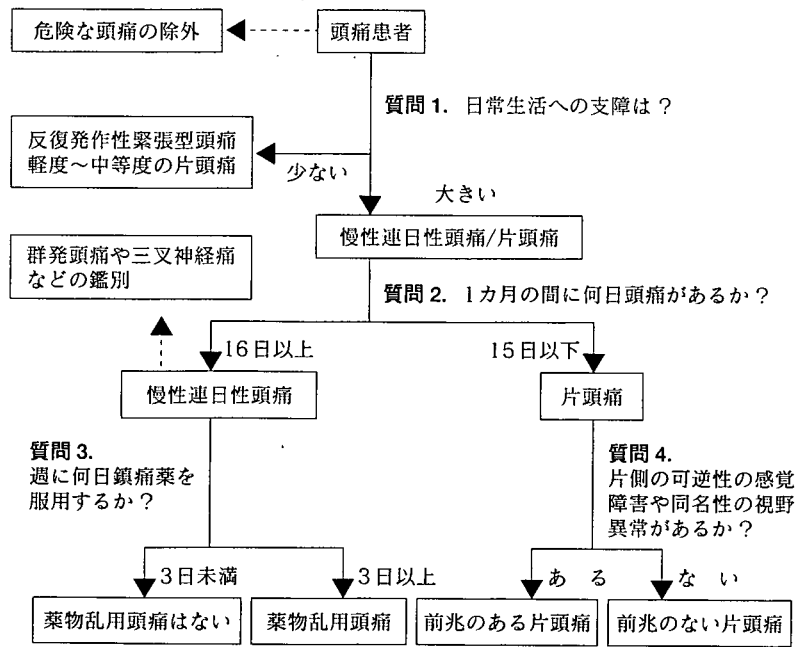 危険な頭痛の除外
頭痛患者
質問1. 日常生活への支障は?
反復発作性緊張型頭痛
軽度〜中等度の片頭痛
少ない
大きい
慢性連日性頭痛/片頭痛
群発頭痛や三叉神経痛
などの鑑別
質問2. 1カ月の間に何日頭痛があるか?
16日以上
15日以下
慢性連日性頭痛
片頭痛
質問3.
週に何日鎮痛薬を
服用するか?
質問4.
片側の可逆性の感覚
障害や同名性の視野
異常があるか?
3日未満
3日以上
ある
ない
薬物乱用頭痛はない
薬物乱用頭痛
前兆のある片頭痛
前兆のない片頭痛